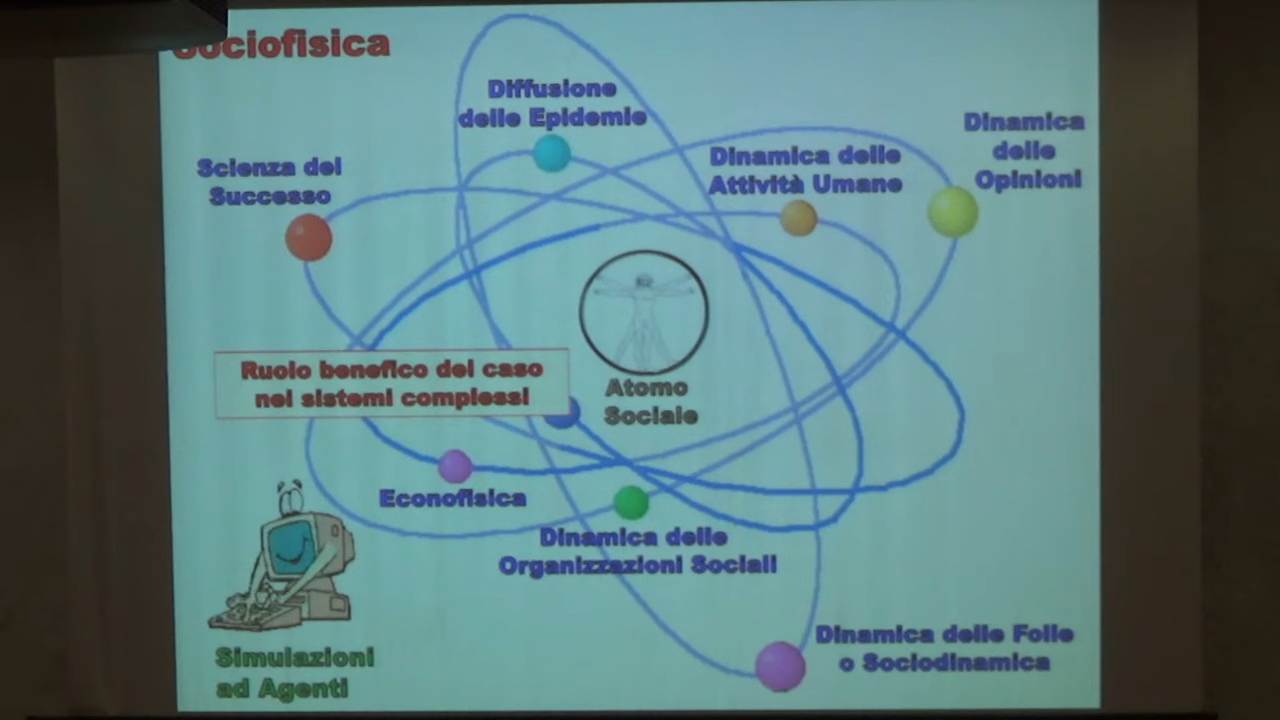 Sociofisica
Diffusione
delle Epidemie
Dinamica
delle
Opinioni
Dinamica delle
Attività Umane
Scienza del
Successo
Ruolo benefico del caso
nei sistemi complessi
Atomo
Sociale
Econofisica
Dinamica delle
Organizzazioni Sociali
Dinamica delle Folle
o Sociodinamica
Simulazioni
ad Agenti